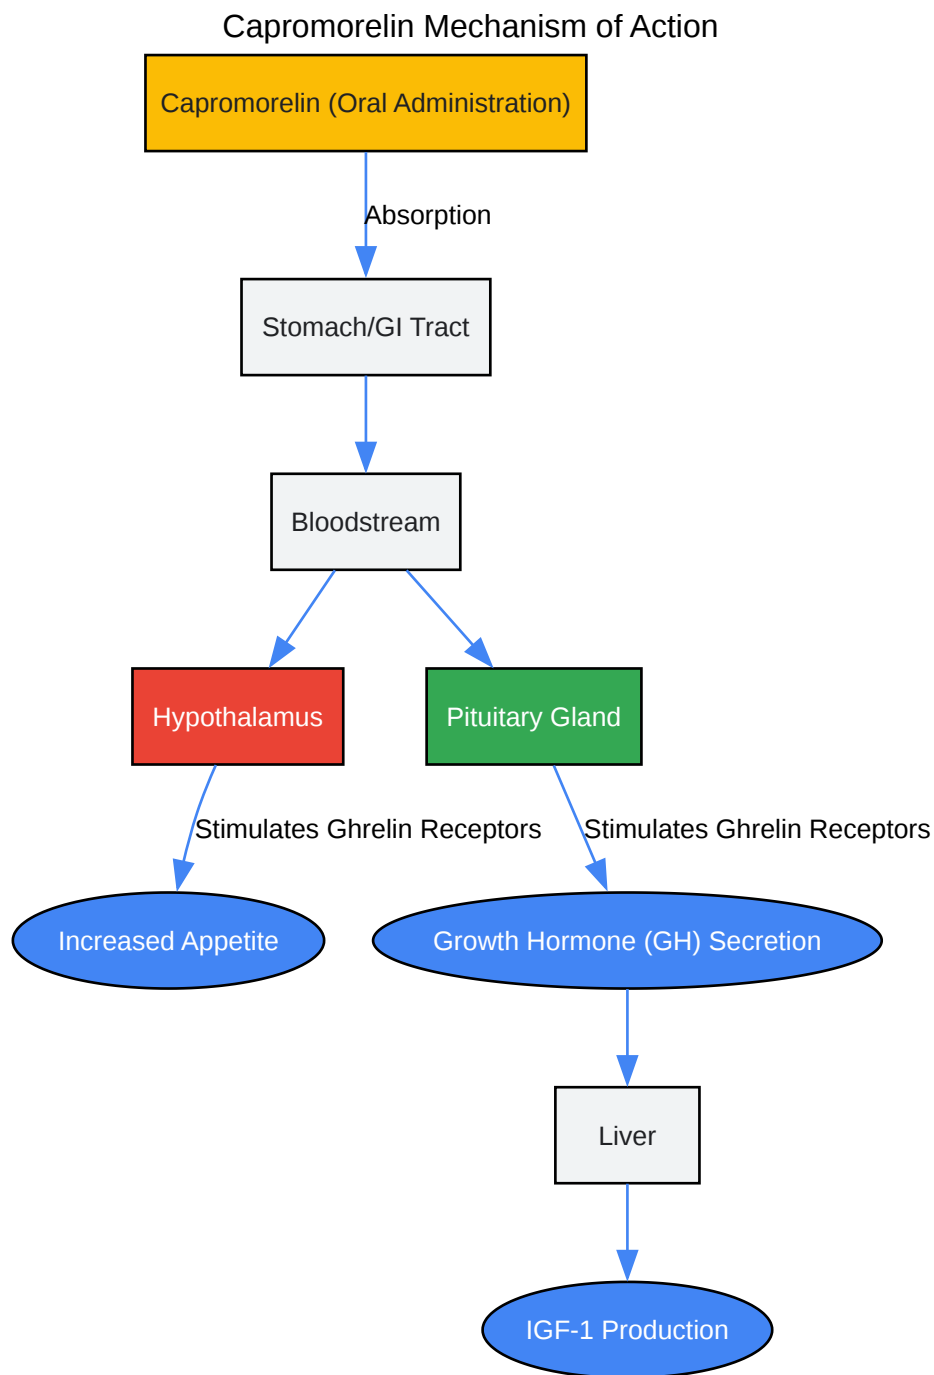 Capromorelin Mechanism of Action
Capromorelin (Oral Administration)
Absorption
Stomach/GI Tract
Bloodstream
Hypothalamus
Pituitary Gland
Stimulates Ghrelin Receptors
Stimulates Ghrelin Receptors
Increased Appetite
Growth Hormone (GH) Secretion
Liver
IGF-1 Production